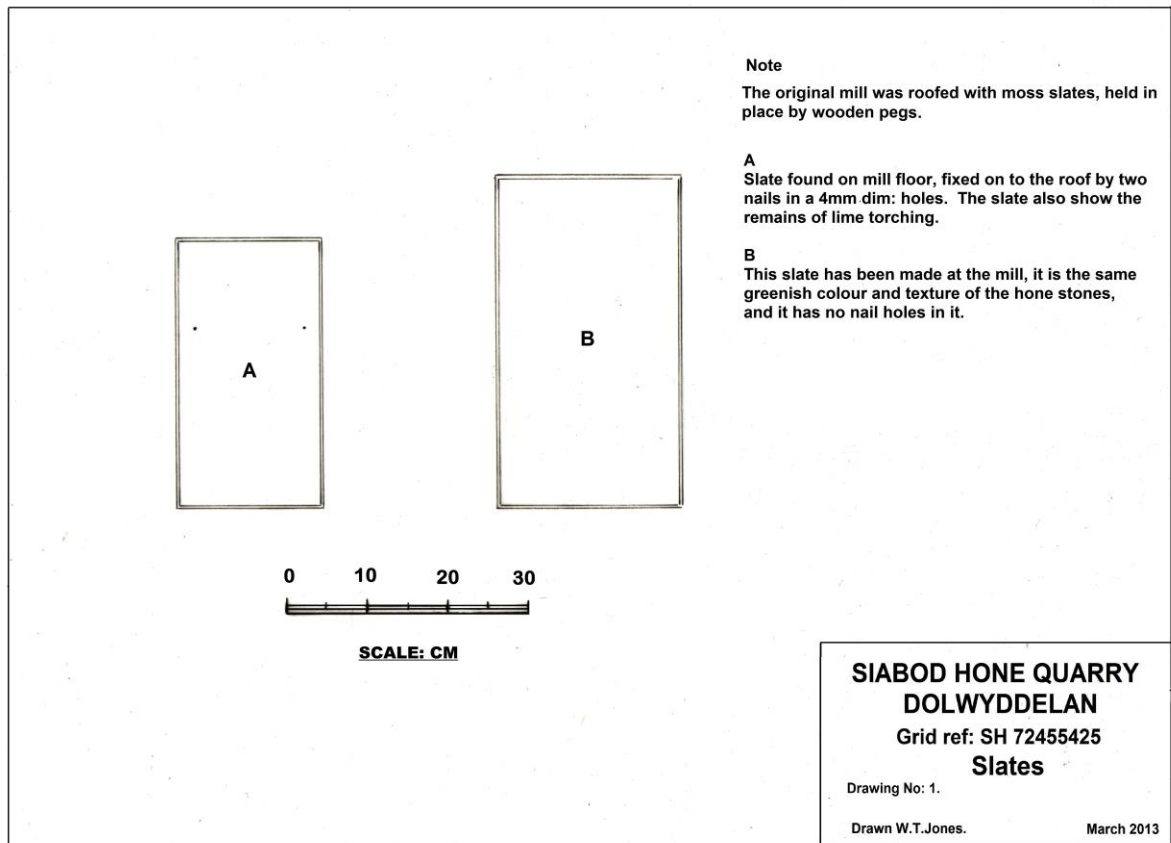 Note
The original mill was roofed with moss slates, held in
place by wooden pegs.
A
Slate found on mill floor, fixed on to the roof by two
nails in a 4mm dim: holes. The slate also show the
remains of lime torching.
B
This slate has been made at the mill, it is the same
greenish colour and texture of the hone stones,
and it has no nail holes in it.
A
B
0 10 20 30
SCALE: CM
SIABOD HONE QUARRY
DOLWYDDELAN
Grid ref: SH 72455425
Slates
Drawing No: 1.
Drawn W.T.Jones. March 2013